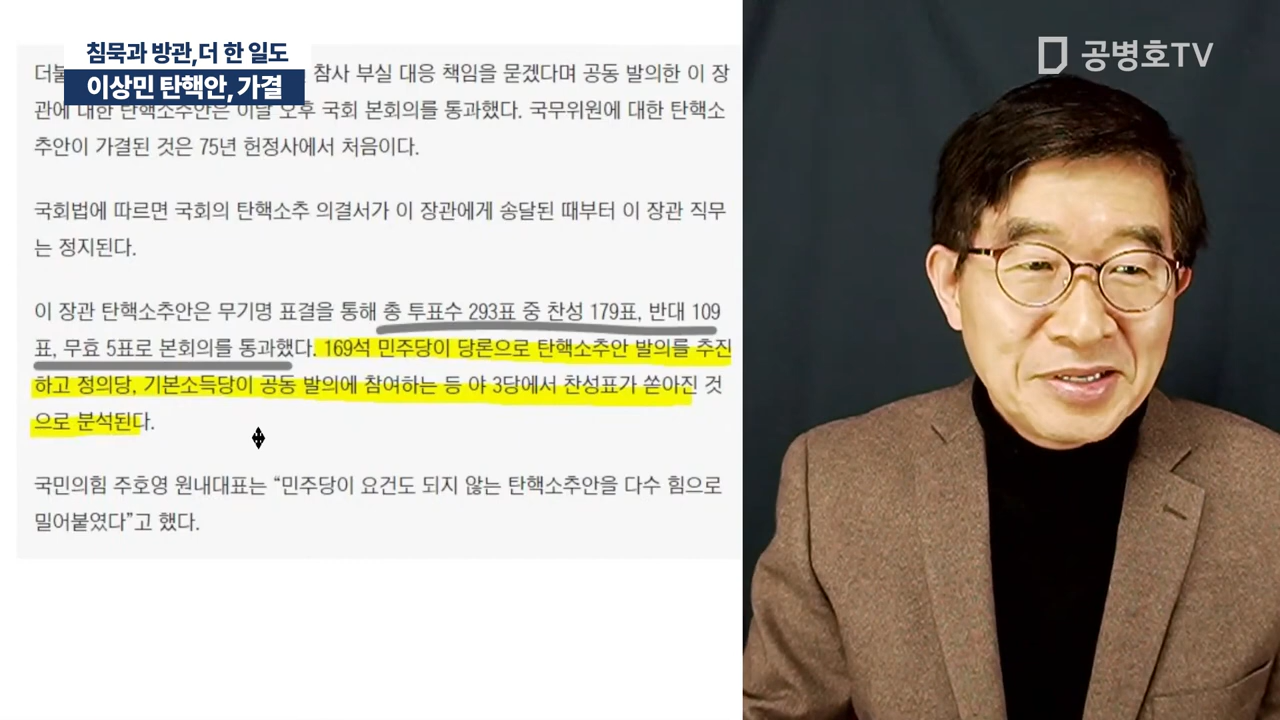 침묵과 방관,더 한 일도
이상민 탄핵안, 가결
공병호TV
더불 참사 부실 대응 책임을 묻겠다며 공동 발의한 이 장
관에 대한 탄핵소추안은 이날 오후 국회 본회의를 통과했다. 국무위원에 대한 탄핵소
추안이 가결된 것은 75년 헌정사에서 처음이다.
국회법에 따르면 국회의 탄핵소추 의결서가 이 장관에게 송달된 때부터 이 장관 직무
는 정지된다.
이 장관 탄핵소추안은 무기명 표결을 통해 총 투표수 293표 중 찬성 179표, 반대 109
표, 무효 5표로 본회의를 통과했다. 169석 민주당이 당론으로 탄핵소추안 발의를 추진
하고 정의당, 기본소득당이 공동 발의에 참여하는 등 야 3당에서 찬성표가 쏟아진 것
으로 분석된다.
국민의힘 주호영 원내대표는 “민주당이 요건도 되지 않는 탄핵소추안을 다수 힘으로
밀어붙였다”고 했다.